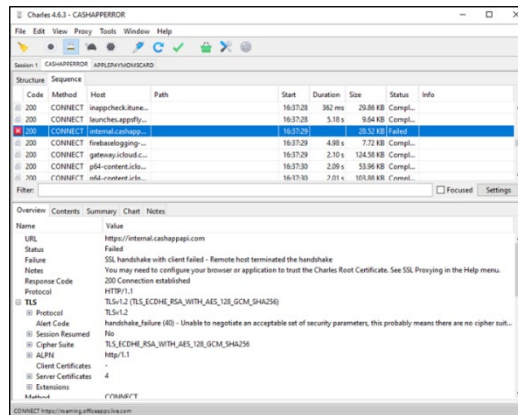 Charles 4.6.3 - CASHAPPERROR
File Edit View Proxy Tools Window Help
Session 1 CASHAPPERROR APPLEPAYMOMSCARD
Structure Sequence
Code Method Host Path Start Duration Size Status Info
200 CONNECT inappcheck.itune... 16:37:28 362 ms 29.86 KB Compl...
200 CONNECT launches.appsfly... 16:37:28 5.18 s 9.64 KB Compl...
200 CONNECT internal.cashapp... 16:37:29 28.52 KB Failed
200 CONNECT firebaselogging-... 16:37:29 4.98 s 7.72 KB Compl...
200 CONNECT gateway.icloud.c... 16:37:29 2.10 s 124.58 KB Compl...
200 CONNECT p64-content.iclo... 16:37:30 2.09 s 53.96 KB Compl...
200 CONNECT p64-content.iclo... 16:37:30 2.01 s 103.88 KB Compl...
Filter: Focused Settings
Overview Contents Summary Chart Notes
Name Value
URL https://internal.cashappapi.com
Status Failed
Failure SSL handshake with client failed - Remote host terminated the handshake
Notes You may need to configure your browser or application to trust the Charles Root Certificate. See SSL Proxying in the Help menu.
Response Code 200 Connection established
Protocol HTTP/1.1
TLS TLSv1.2 (TLS_ECDHE_RSA_WITH_AES_128_GCM_SHA256)
Protocol TLSv1.2
Alert Code handshake_failure (40) - Unable to negotiate an acceptable set of security parameters, this probably means there are no cipher suit...
Session Resumed No
Cipher Suite TLS_ECDHE_RSA_WITH_AES_128_GCM_SHA256
ALPN http/1.1
Client Certificates -
Server Certificates 4
Extensions
Method CONNECT
CONNECT https://roaming.officeapps.live.com